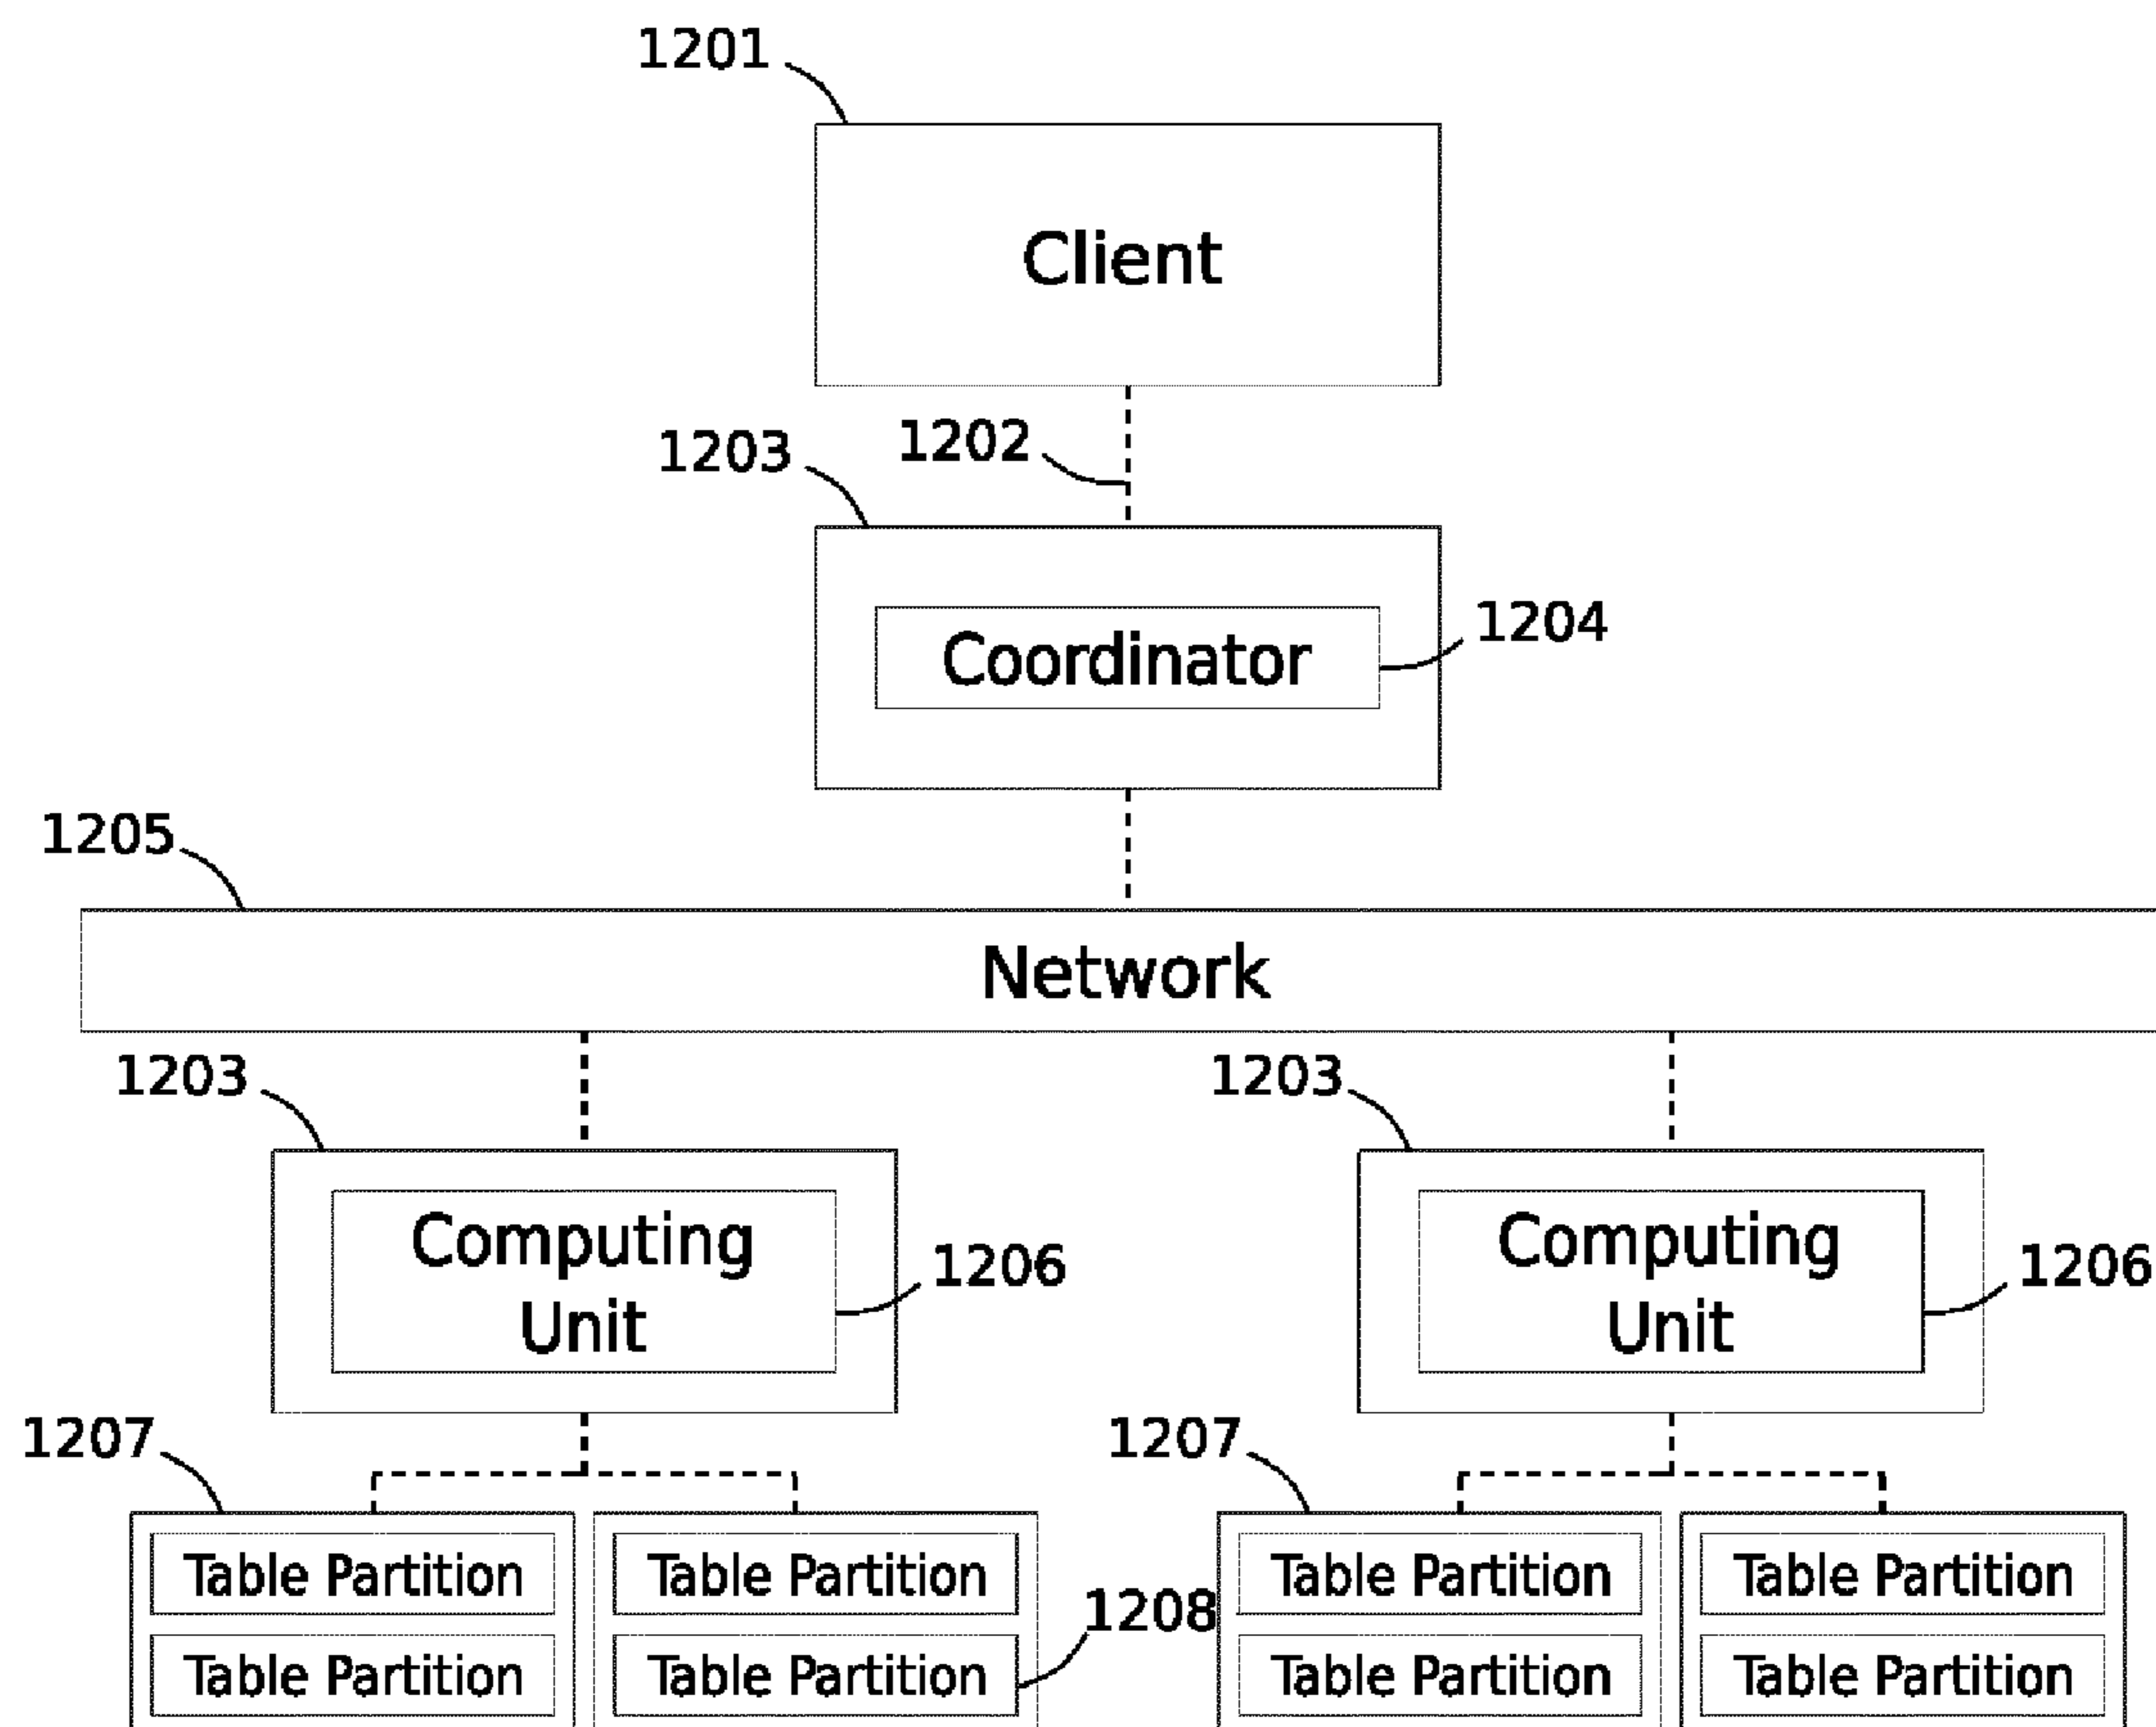 1201
Client
1203
1202
Coordinator
1204
1205
Network
1203
1203
Computing
Unit
1206
Computing
Unit
1206
1207
1207
Table Partition
Table Partition
Table Partition
Table Partition
1208
Table Partition
Table Partition
Table Partition
Table Partition